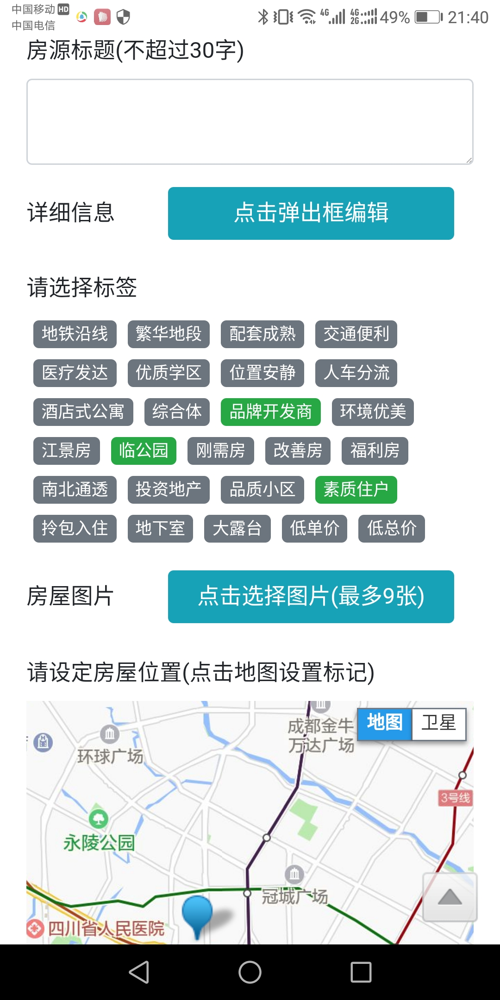 中国移动 HD
4G 4G 2G 49% 21:40
中国电信
房源标题(不超过30字)
详细信息 点击弹出框编辑
请选择标签
地铁沿线 繁华地段 配套成熟 交通便利
医疗发达 优质学区 位置安静 人车分流
酒店式公寓 综合体 品牌开发商 环境优美
江景房 临公园 刚需房 改善房 福利房
南北通透 投资地产 品质小区 素质住户
拎包入住 地下室 大露台 低单价 低总价
房屋图片 点击选择图片(最多9张)
请设定房屋位置(点击地图设置标记)
地图 卫星
成都金牛
万达广场
环球广场
3号线
永陵公园
冠城广场
四川省人民医院